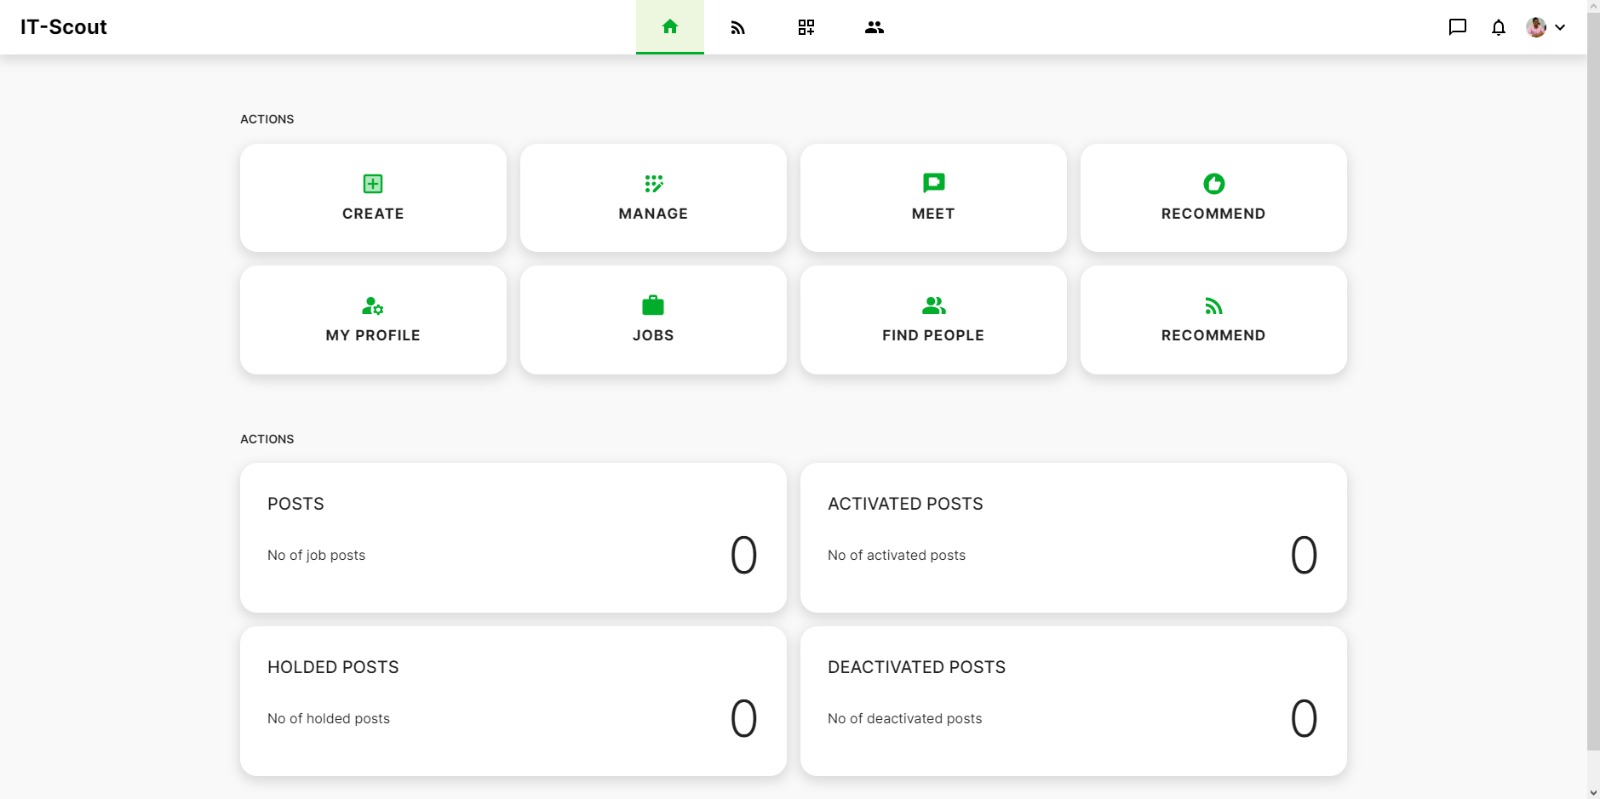 IT-Scout
ACTIONS
CREATE
MANAGE
MEET
RECOMMEND
MY PROFILE
JOBS
FIND PEOPLE
RECOMMEND
ACTIONS
POSTS
No of job posts
0
ACTIVATED POSTS
No of activated posts
0
HOLDED POSTS
No of holded posts
0
DEACTIVATED POSTS
No of deactivated posts
0